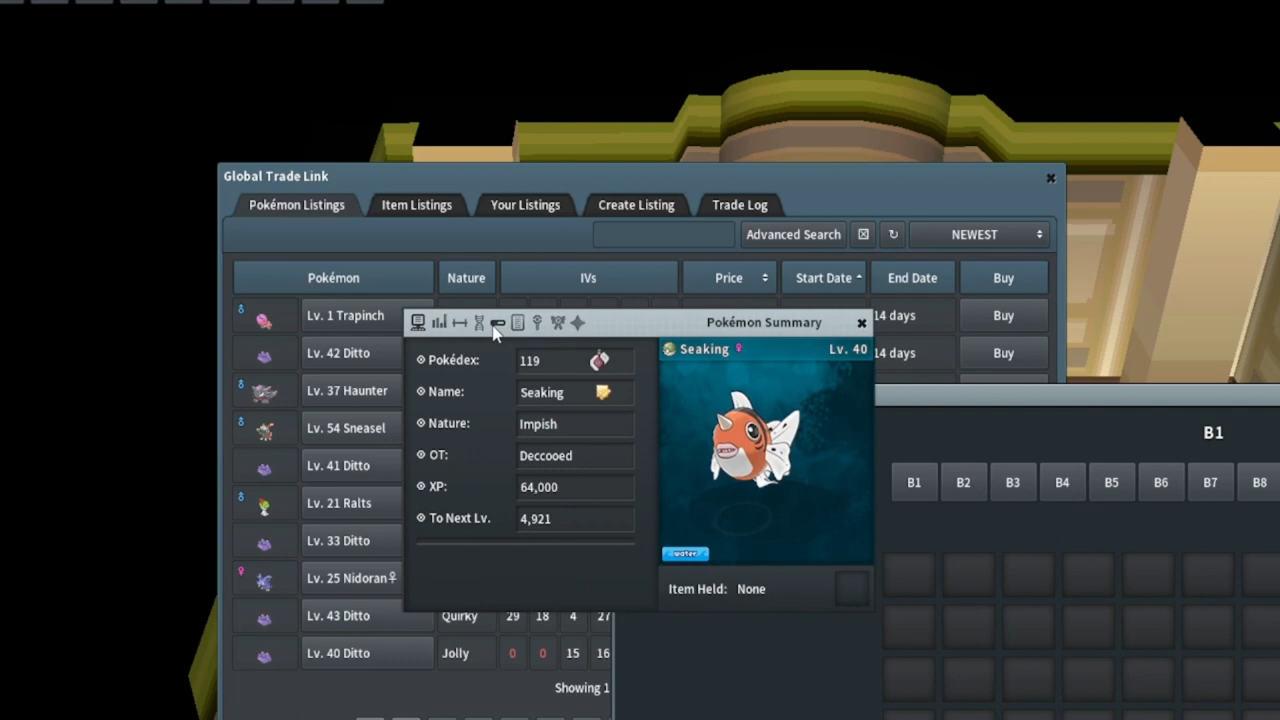 Global Trade Link
Pokémon Listings Item Listings Your Listings Create Listing Trade Log
Advanced Search NEWEST
Pokémon Nature IVs Price Start Date End Date Buy
Lv. 1 Trapinch 14 days Buy
Lv. 42 Ditto 14 days Buy
Lv. 37 Haunter
Lv. 54 Sneasel
Lv. 41 Ditto
Lv. 21 Ralts
Lv. 33 Ditto
Lv. 25 Nidoran♀
Lv. 43 Ditto Quirky 29 18 4 27
Lv. 40 Ditto Jolly 0 0 15 16
Showing 1
Pokémon Summary
Pokédex: 119
Name: Seaking
Nature: Impish
OT: Deccooed
XP: 64,000
To Next Lv. 4,921
Seaking ♀ Lv. 40
water
Item Held: None
B1
B1 B2 B3 B4 B5 B6 B7 B8